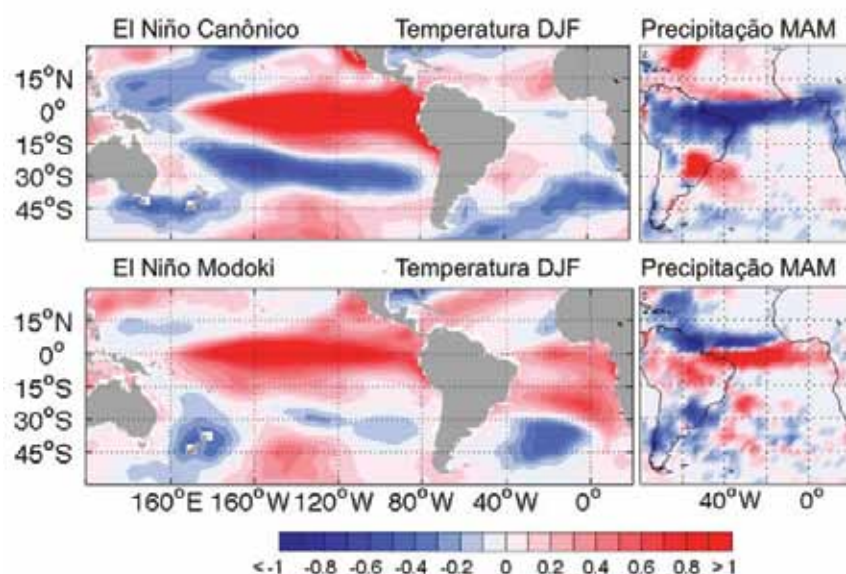 El Niño Canônico Temperatura DJF Precipitação MAM
15°N
0°
15°S
30°S
45°S
El Niño Modoki Temperatura DJF Precipitação MAM
15°N
0°
15°S
30°S
45°S
160°E 160°W 120°W 80°W 40°W 0° 40°W 0°
<-1 -0.8 -0.6 -0.4 -0.2 0 0.2 0.4 0.6 0.8 >1